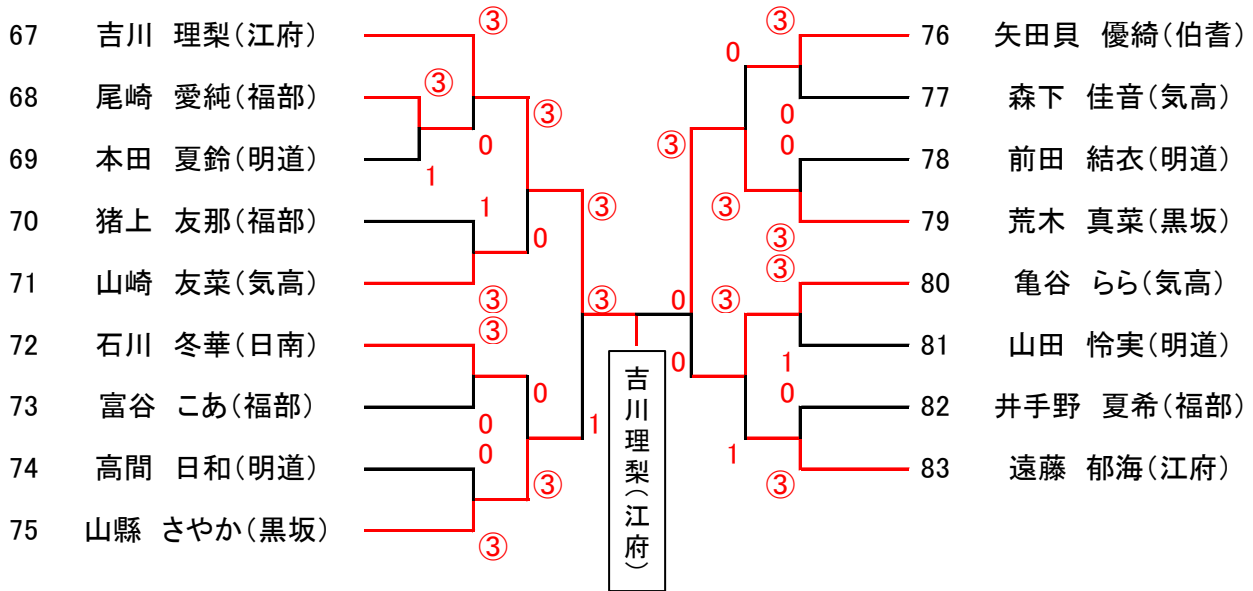 67 吉川 理梨(江府)
68 尾崎 愛純(福部)
69 本田 夏鈴(明道)
70 猪上 友那(福部)
71 山崎 友菜(気高)
72 石川 冬華(日南)
73 富谷 こあ(福部)
74 高間 日和(明道)
75 山縣 さやか(黒坂)
③
③
1
0
③
1
③
0
③
③
0
0
③
0
③
1
③
0
吉川理梨(江府)
0
③
0
③
0
0
③
③
③
③
1
0
③
1
76 矢田貝 優綺(伯耆)
77 森下 佳音(気高)
78 前田 結衣(明道)
79 荒木 真菜(黒坂)
80 亀谷 らら(気高)
81 山田 怜実(明道)
82 井手野 夏希(福部)
83 遠藤 郁海(江府)